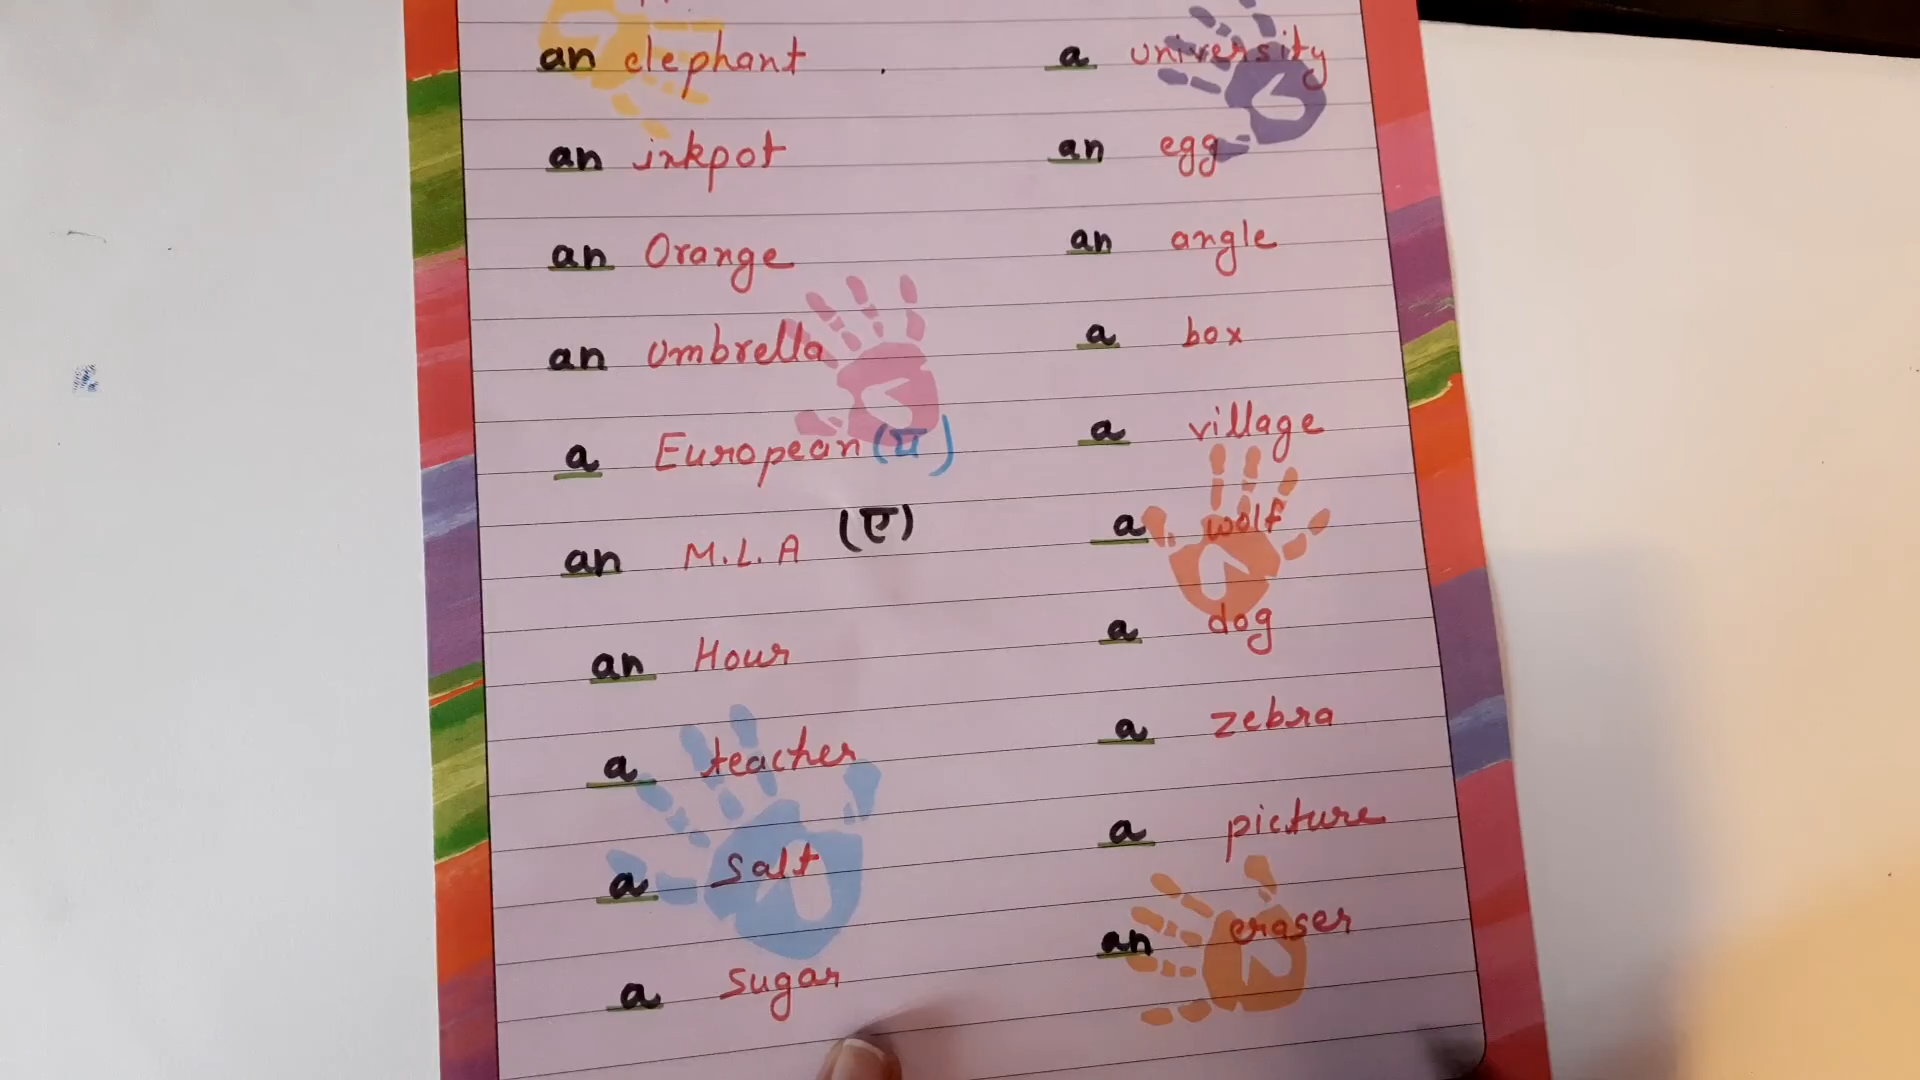 an elephant
an inkpot
an Orange
an umbrella
a European (य)
an M.L.A (ए)
an Hour
a teacher
a salt
a sugar
a university
an egg
an angle
a box
a village
a wolf
a dog
a zebra
a picture
an eraser